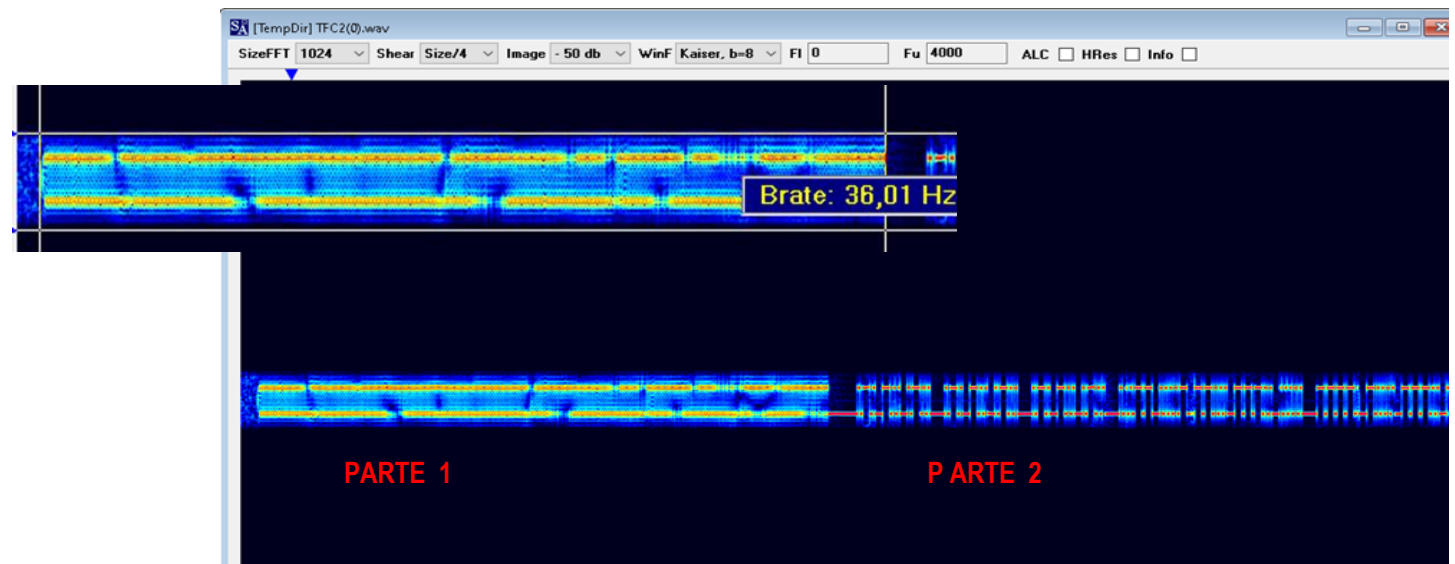 [TempDir] TFC2(0).wav
SizeFFT 1024 Shear Size/4 Image - 50 db WinF Kaiser, b=8 Fl 0 Fu 4000 ALC HRes Info
Brate: 36,01 Hz
PARTE 1 P ARTE 2